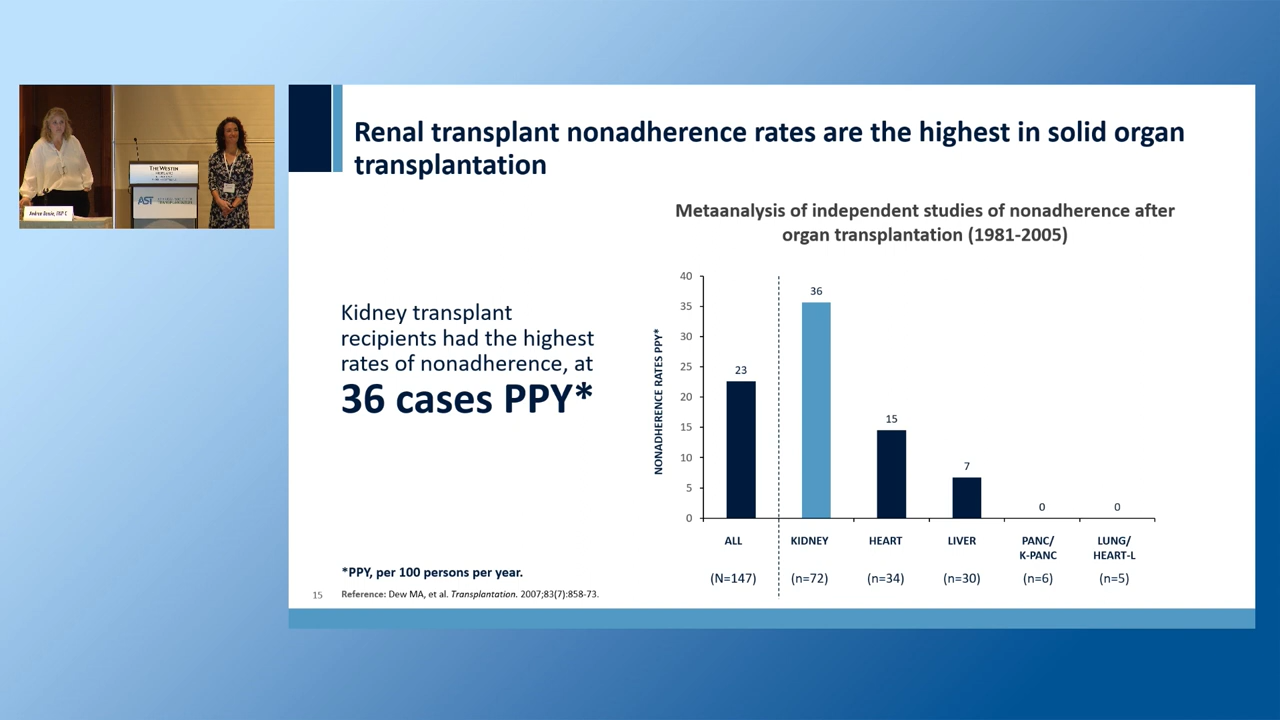 Renal transplant nonadherence rates are the highest in solid organ
transplantation
Metaanalysis of independent studies of nonadherence after
organ transplantation (1981-2005)
Kidney transplant
recipients had the highest
rates of nonadherence, at
36 cases PPY*
NONADHERENCE RATES PPY*
40
35
30
25
20
15
10
5
0
23
36
15
7
0
0
ALL
KIDNEY
HEART
LIVER
PANC/
K-PANC
LUNG/
HEART-L
(N=147)
(n=72)
(n=34)
(n=30)
(n=6)
(n=5)
*PPY, per 100 persons per year.
15
Reference: Dew MA, et al. Transplantation. 2007;83(7):858-73.
THE WESTIN
AST